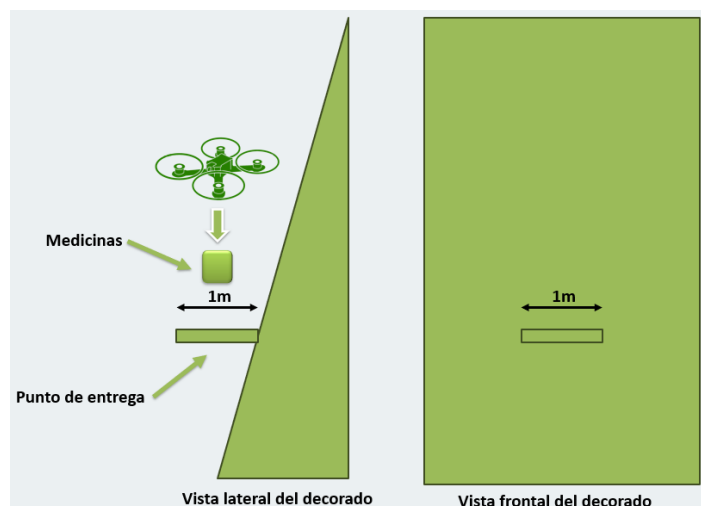 Medicinas
1m
1m
Punto de entrega
Vista lateral del decorado
Vista frontal del decorado